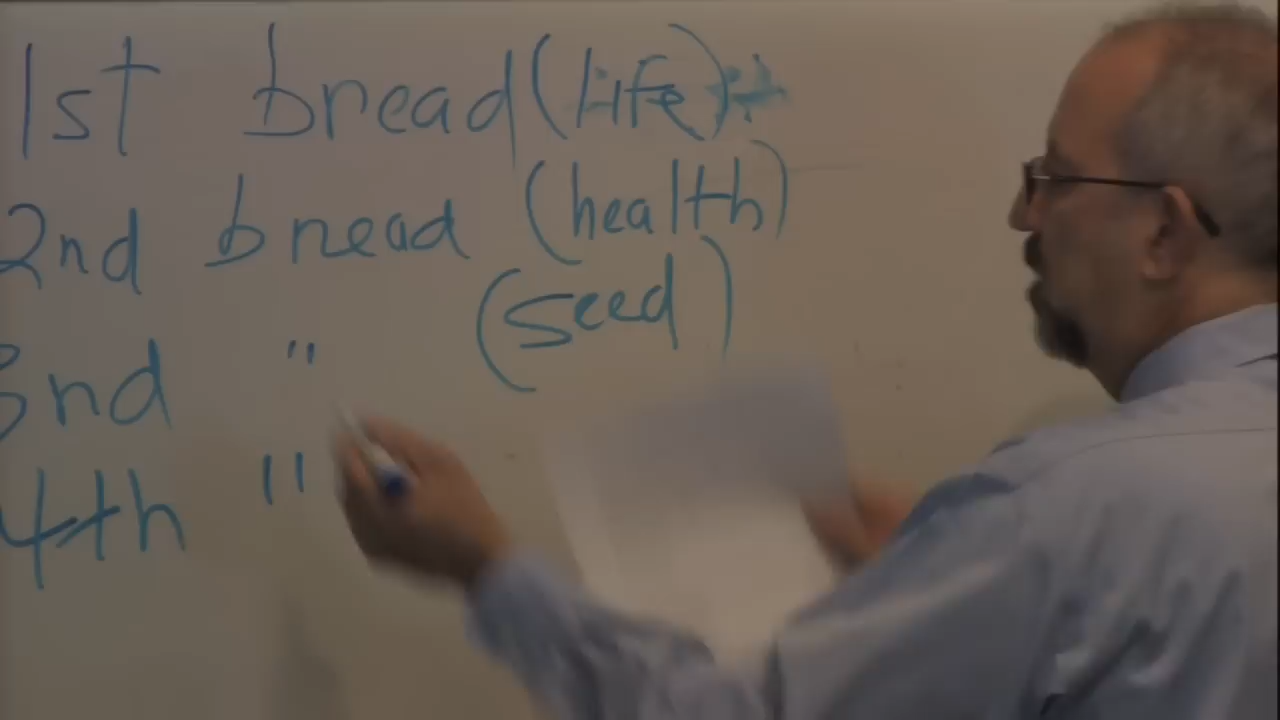 1st bread (Life) +
2nd bread (health)
3nd " (seed)
4th "